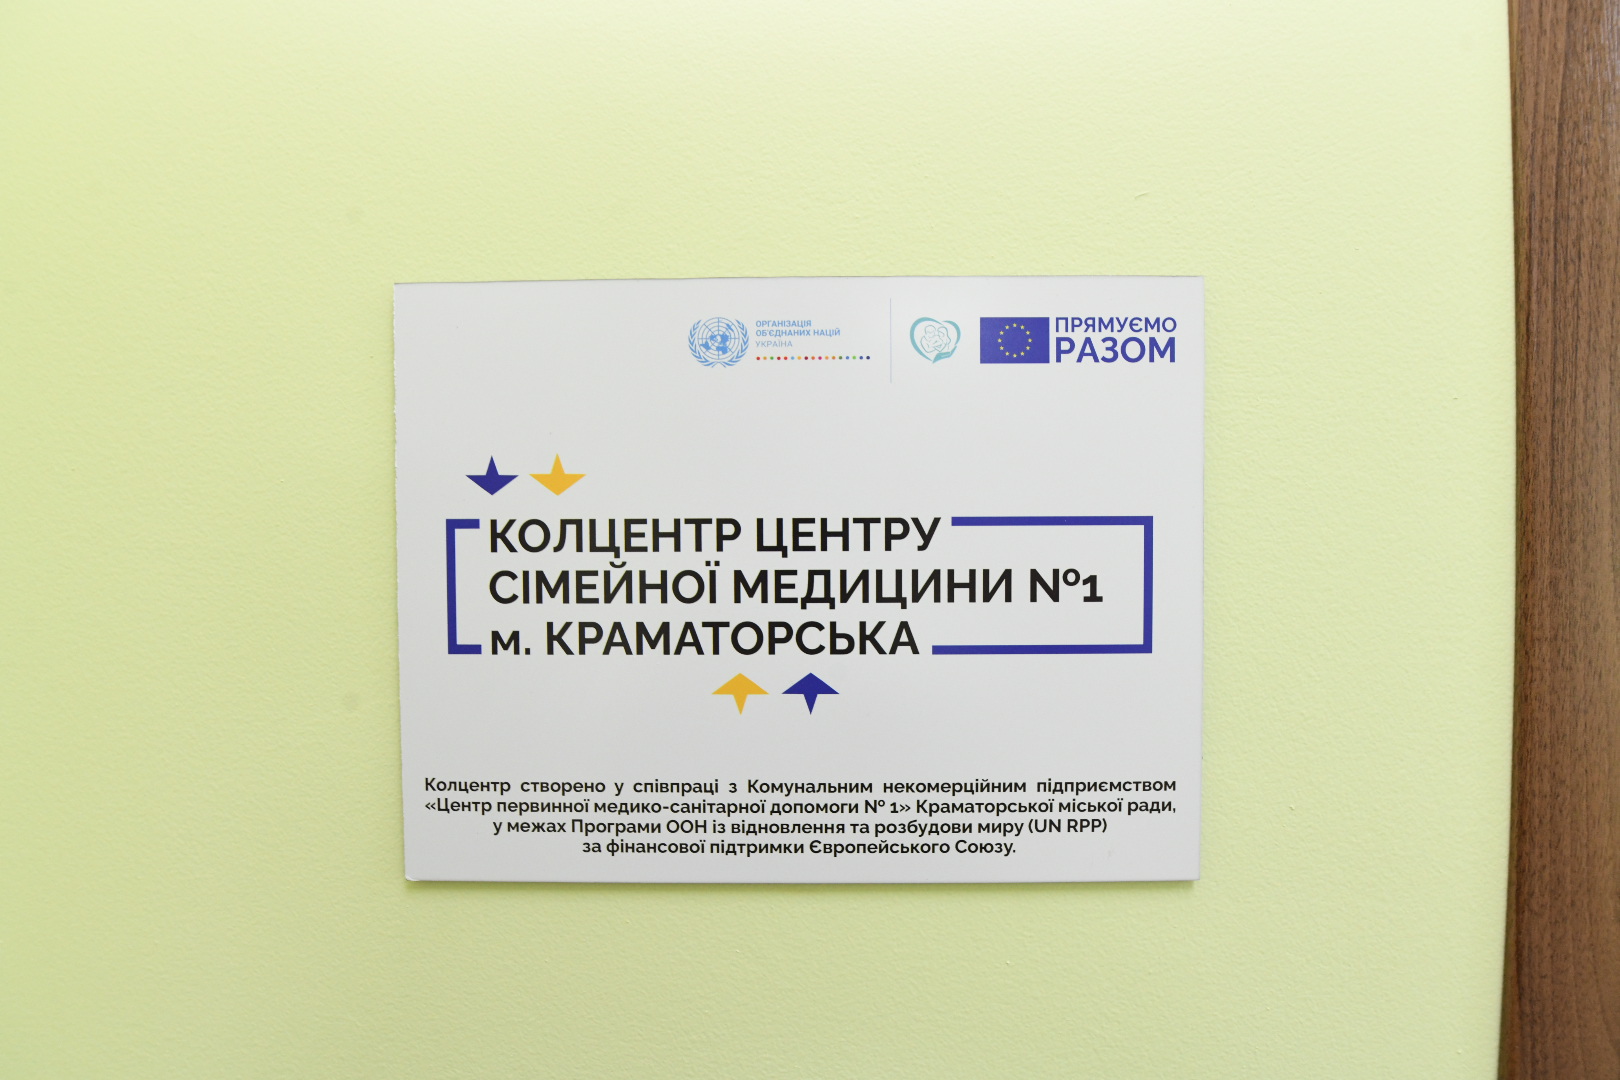 ОРГАНІЗАЦІЯ
ОБ'ЄДНАНИХ НАЦІЙ
УКРАЇНА
ПРЯМУЄМО
РАЗОМ
КОЛЦЕНТР ЦЕНТРУ
СІМЕЙНОЇ МЕДИЦИНИ №1
м. КРАМАТОРСЬКА
Колцентр створено у співпраці з Комунальним некомерційним підприємством
«Центр первинної медико-санітарної допомоги № 1» Краматорської міської ради,
у межах Програми ООН із відновлення та розбудови миру (UN RPP)
за фінансової підтримки Європейського Союзу.